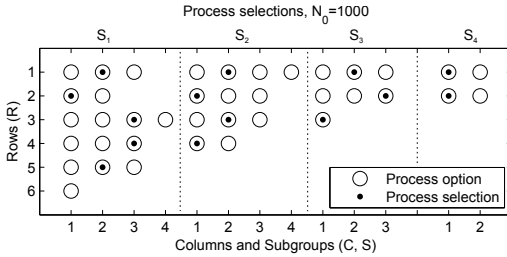 Process selections, N₀=1000
S₁ S₂ S₃ S₄
1
2
3
4
5
6
Rows (R)
Process option
Process selection
1 2 3 4 1 2 3 4 1 2 3 1 2
Columns and Subgroups (C, S)